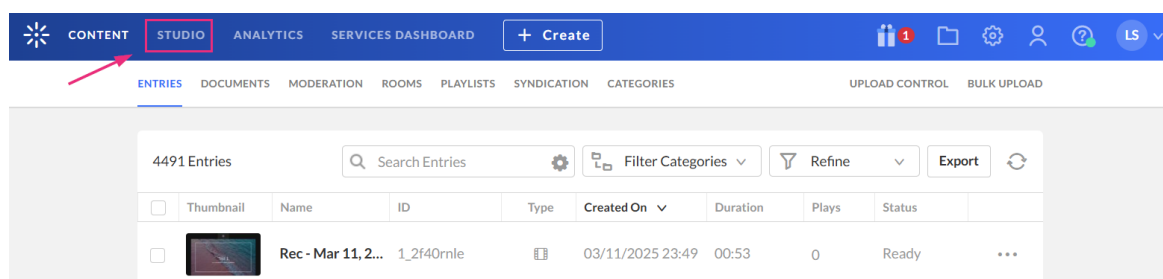 CONTENT STUDIO ANALYTICS SERVICES DASHBOARD + Create 1 LS
ENTRIES DOCUMENTS MODERATION ROOMS PLAYLISTS SYNDICATION CATEGORIES UPLOAD CONTROL BULK UPLOAD
4491 Entries Search Entries Filter Categories Refine Export
Thumbnail Name ID Type Created On Duration Plays Status
Rec - Mar 11, 2... 1_2f40rnle 03/11/2025 23:49 00:53 0 Ready